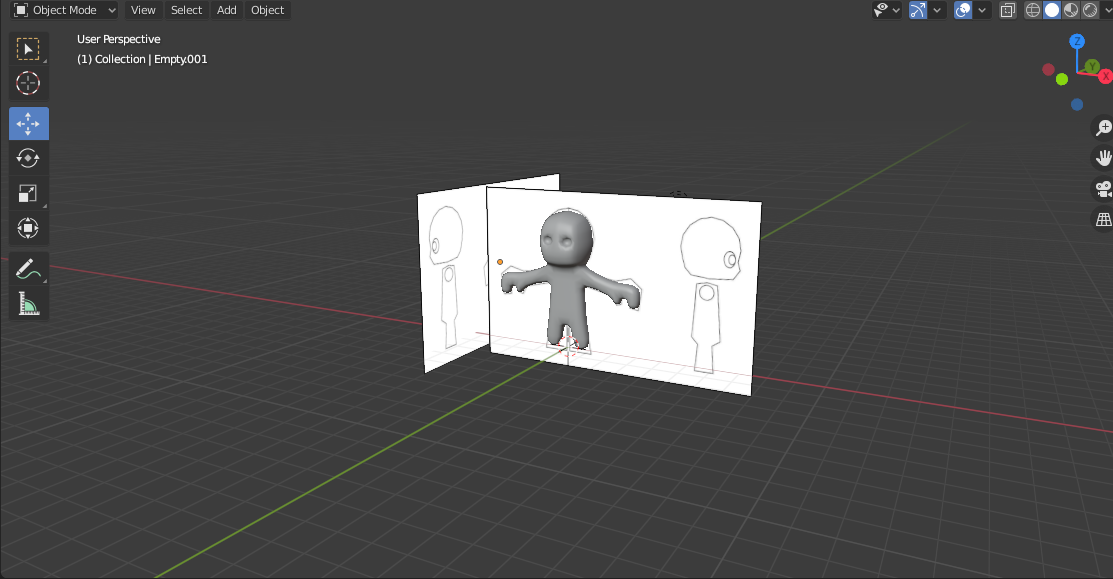 Object Mode View Select Add Object
User Perspective
(1) Collection | Empty.001
Z
Y
X